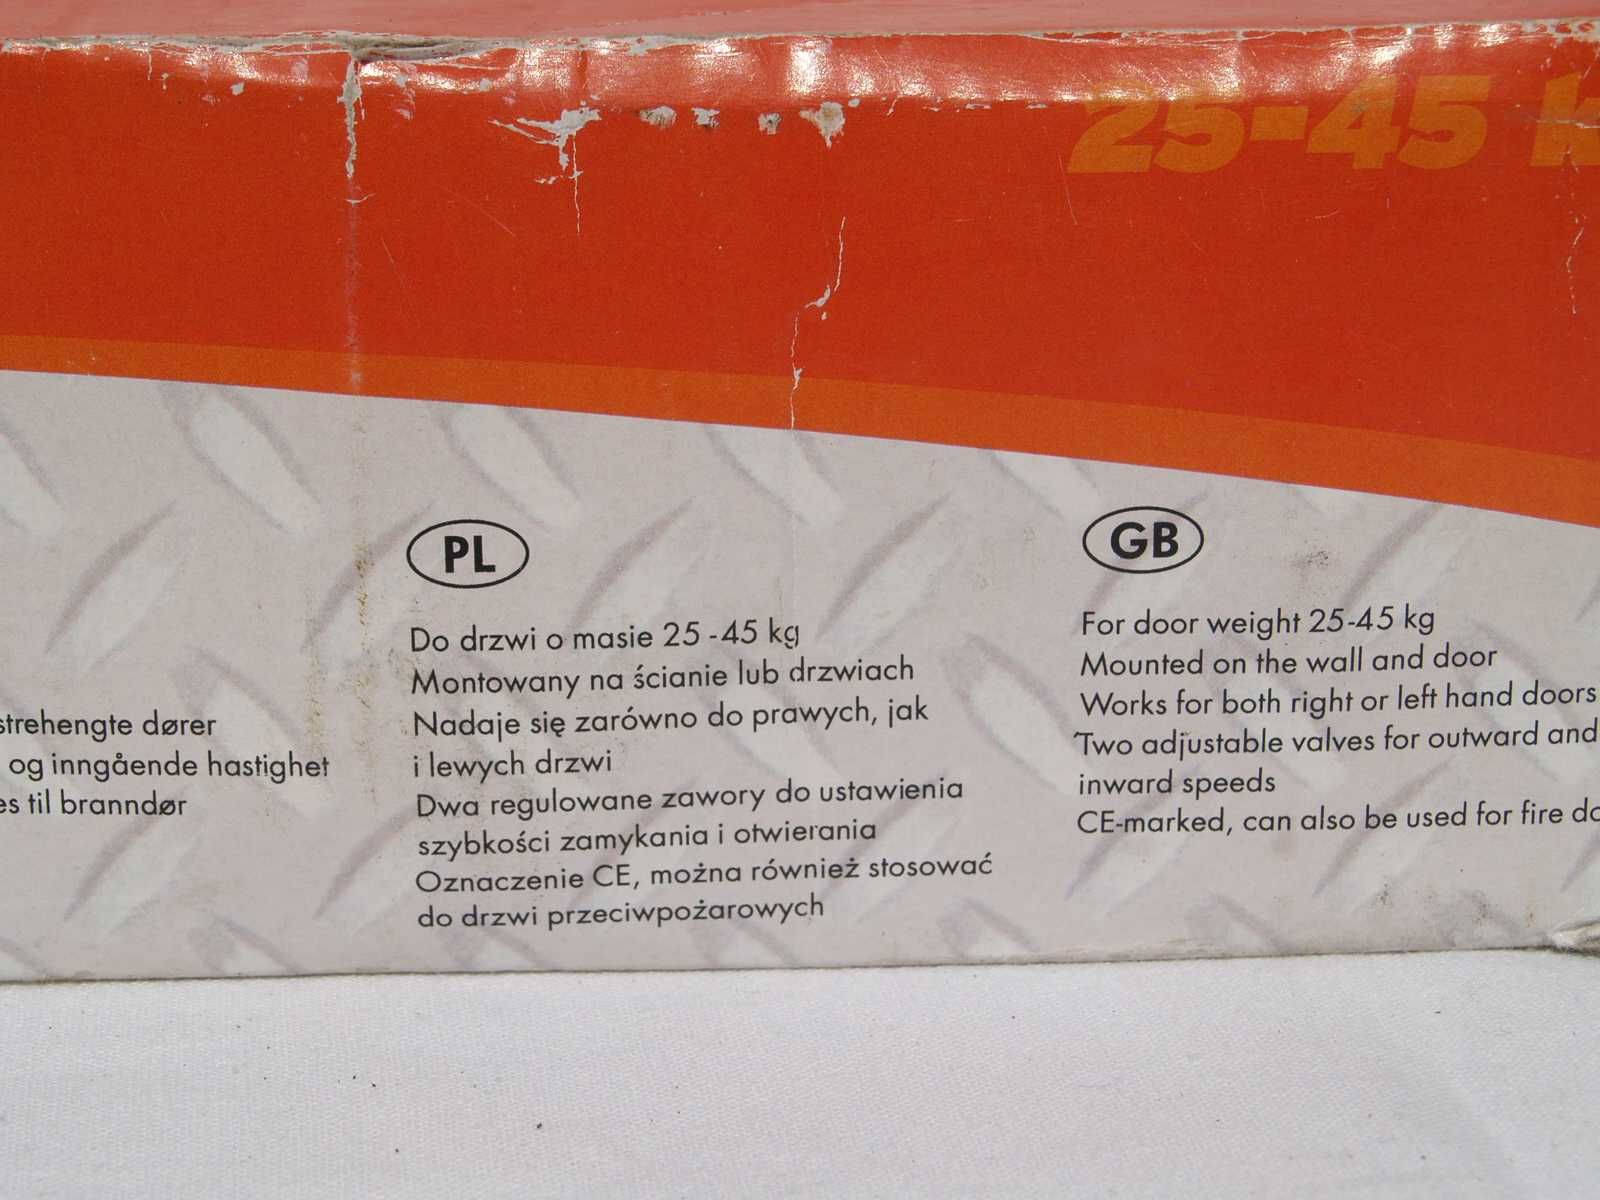 25-45
strehengte dører
og inngående hastighet
til branndør
PL
Do drzwi o masie 25 - 45 kg
Montowany na ścianie lub drzwiach
Nadaje się zarówno do prawych, jak
i lewych drzwi
Dwa regulowane zawory do ustawienia
szybkości zamykania i otwierania
Oznaczenie CE, można również stosować
do drzwi przeciwpożarowych
GB
For door weight 25-45 kg
Mounted on the wall and door
Works for both right or left hand doors
Two adjustable valves for outward and
inward speeds
CE-marked, can also be used for fire